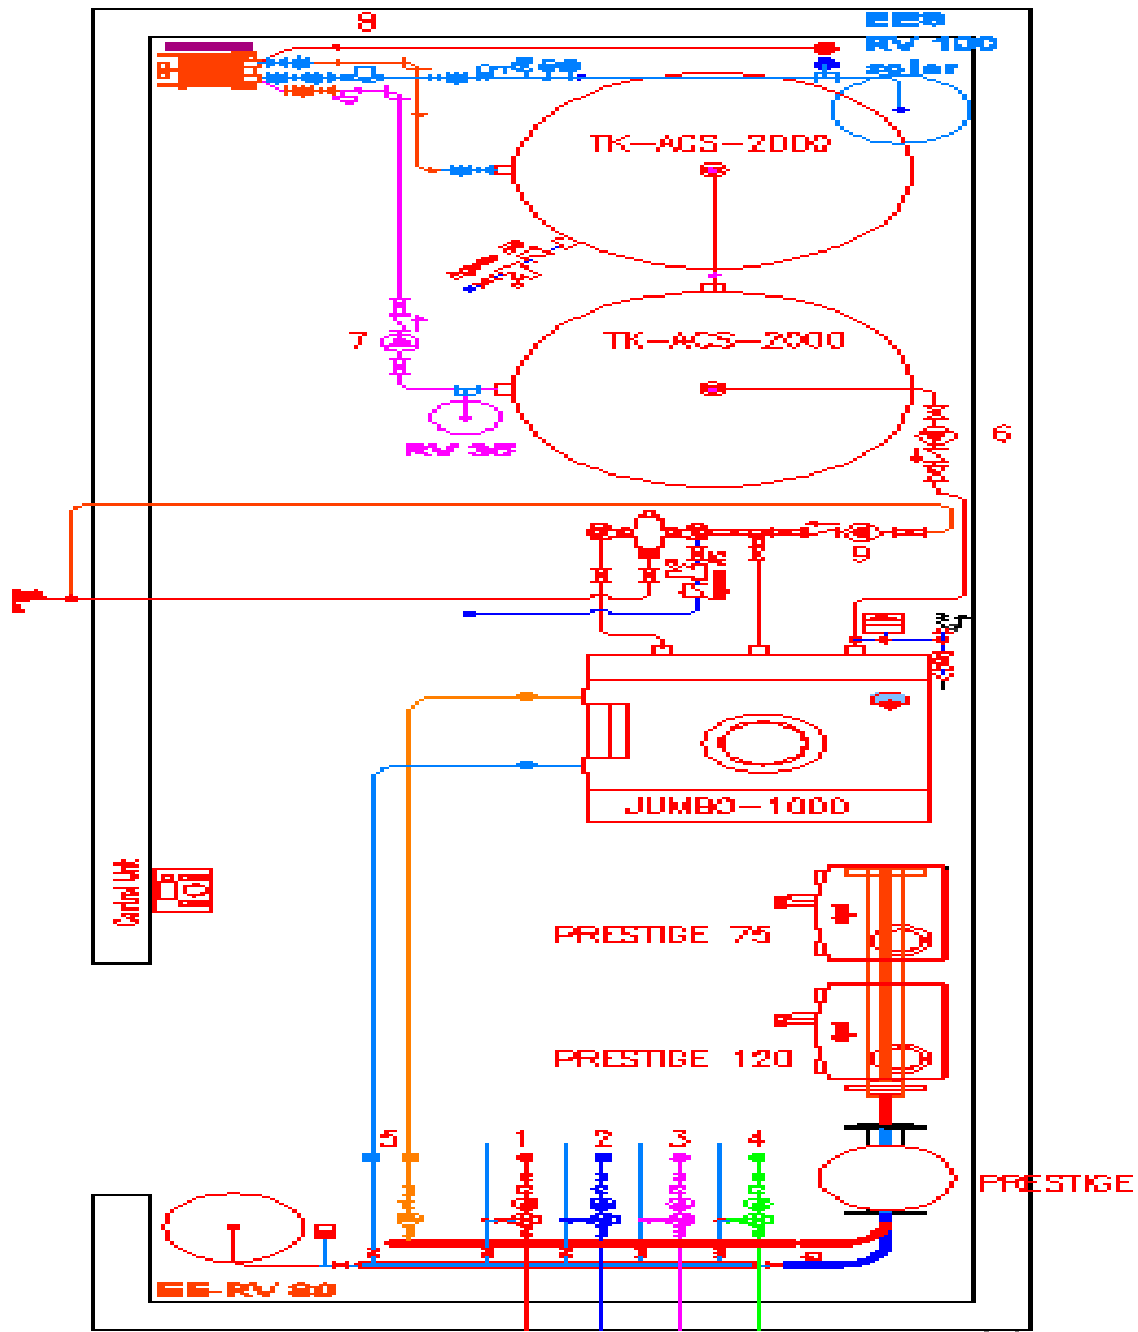 8
RV 100
solar
TK-ACS-2000
7
TK-ACS-2000
6
RV 35
9
JUMBO-1000
Control Unit
PRESTIGE 75
PRESTIGE 120
5
1
2
3
4
PRESTIGE
EE-RV 80